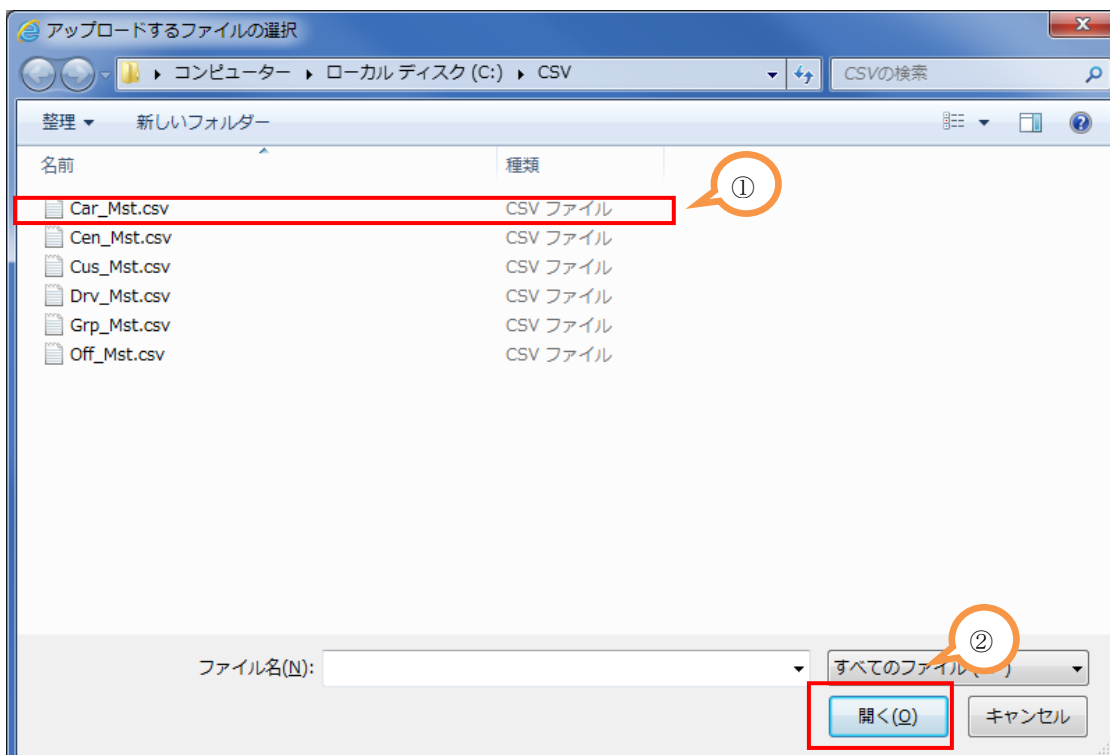 アップロードするファイルの選択
コンピューター ▸ ローカル ディスク (C:) ▸ CSV
CSVの検索
整理 ▼ 新しいフォルダー
名前 種類
①
Car_Mst.csv CSV ファイル
Cen_Mst.csv CSV ファイル
Cus_Mst.csv CSV ファイル
Drv_Mst.csv CSV ファイル
Grp_Mst.csv CSV ファイル
Off_Mst.csv CSV ファイル
②
ファイル名(N): すべてのファイル
開く(O) キャンセル